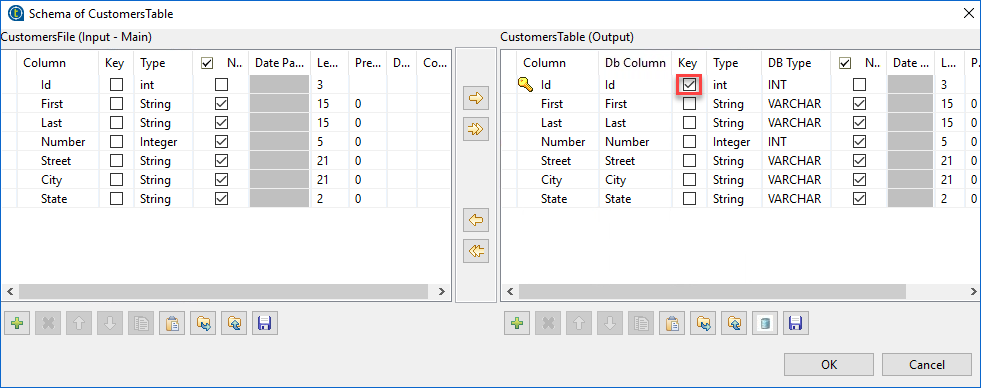 Schema of CustomersTable
CustomersFile (Input - Main)
Column Key Type N.. Date Pa... Le... Pre... D... Co...
Id int 3
First String 15 0
Last String 15 0
Number Integer 5 0
Street String 21 0
City String 21 0
State String 2 0
CustomersTable (Output)
Column Db Column Key Type DB Type N.. Date ... L... P.
Id Id int INT 3
First First String VARCHAR 15 0
Last Last String VARCHAR 15 0
Number Number Integer INT 5 0
Street Street String VARCHAR 21 0
City City String VARCHAR 21 0
State State String VARCHAR 2 0
OK Cancel